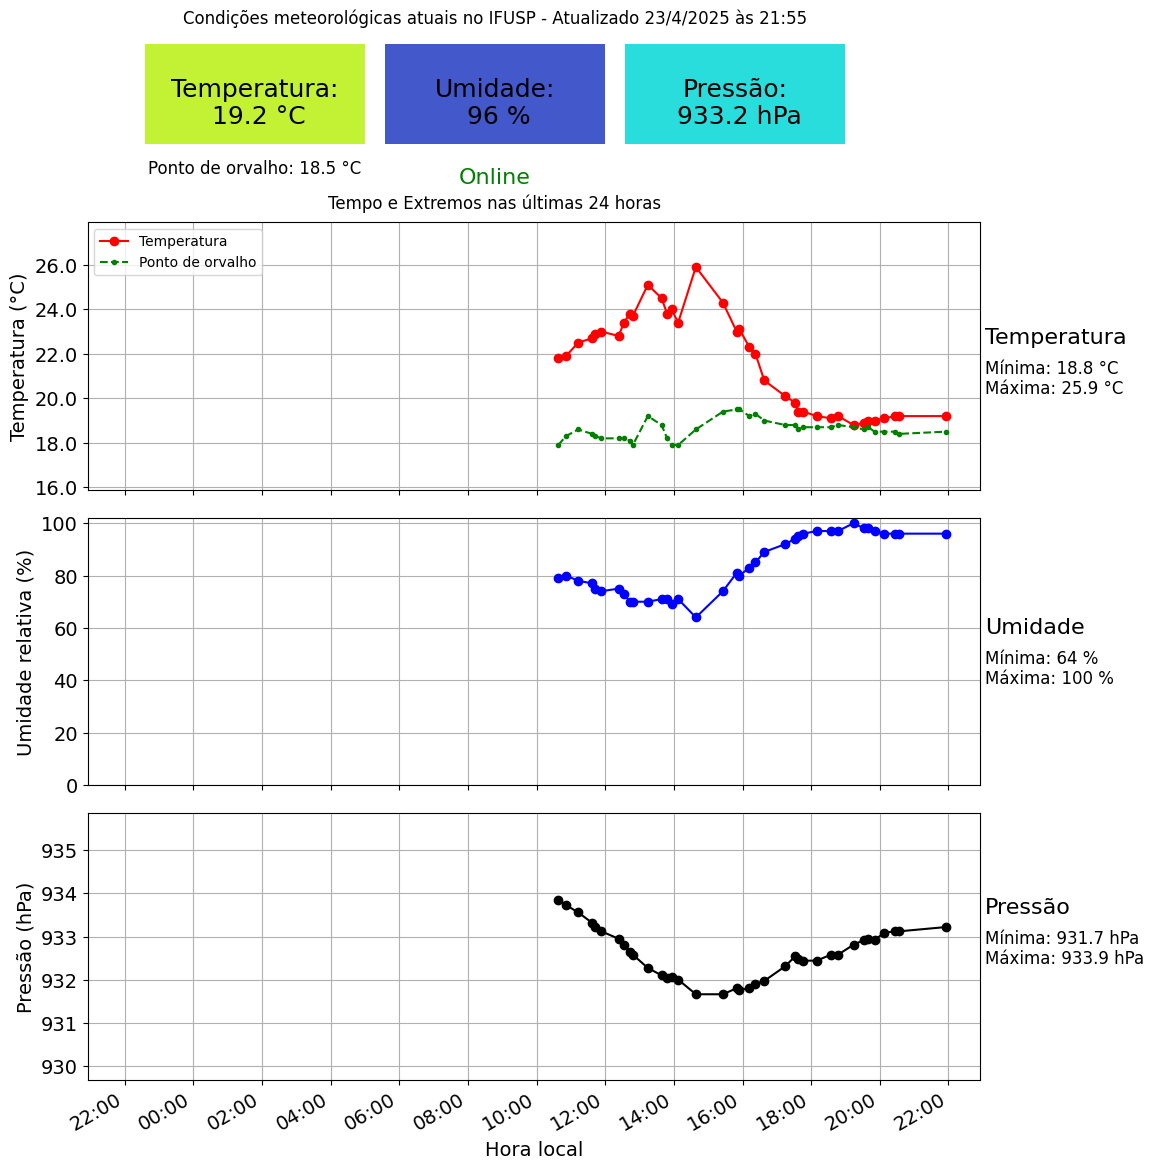 Condições meteorológicas atuais no IFUSP - Atualizado 23/4/2025 às 21:55
Temperatura:
19.2 °C
Umidade:
96 %
Pressão:
933.2 hPa
Ponto de orvalho: 18.5 °C
Online
Tempo e Extremos nas últimas 24 horas
Temperatura
Ponto de orvalho
Temperatura (°C)
26.0
24.0
22.0
20.0
18.0
16.0
Temperatura
Mínima: 18.8 °C
Máxima: 25.9 °C
Umidade relativa (%)
100
80
60
40
20
0
Umidade
Mínima: 64 %
Máxima: 100 %
Pressão (hPa)
935
934
933
932
931
930
Pressão
Mínima: 931.7 hPa
Máxima: 933.9 hPa
22:00 00:00 02:00 04:00 06:00 08:00 10:00 12:00 14:00 16:00 18:00 20:00 22:00
Hora local